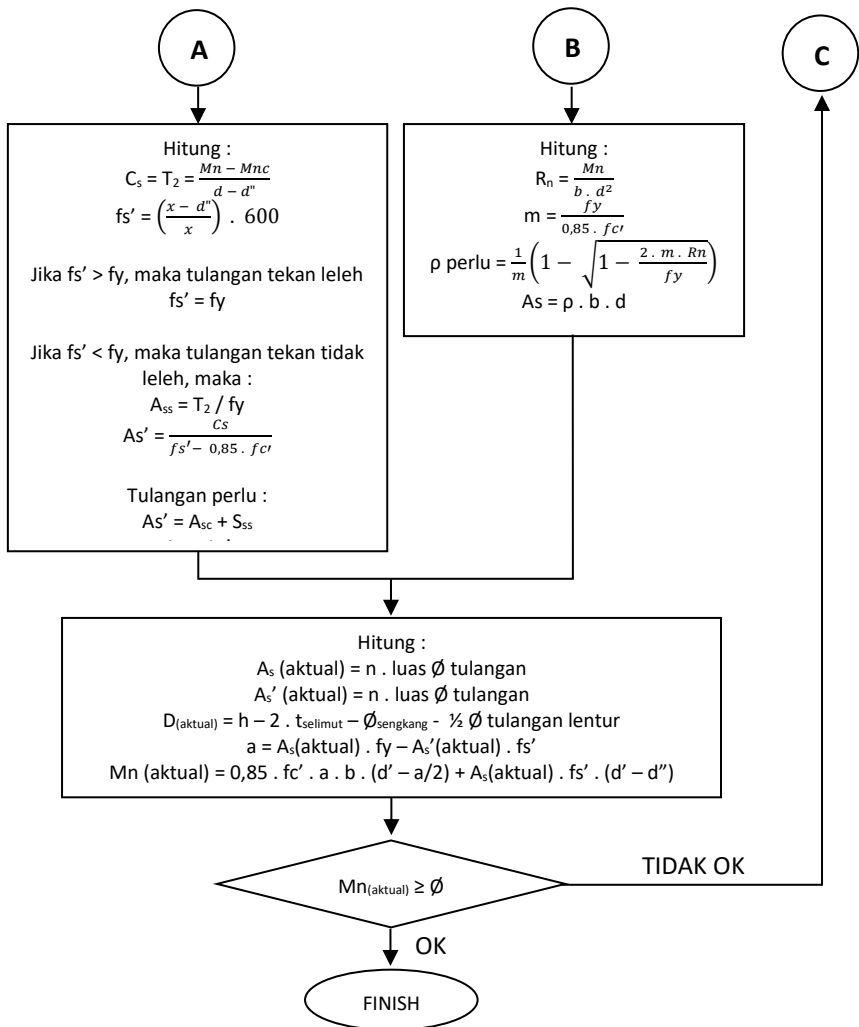 A
B
C
Hitung :
Cs = T2 = (Mn − Mnc)/(d − d")
fs' = ((x − d")/x) . 600
Jika fs' > fy, maka tulangan tekan leleh
fs' = fy
Jika fs' < fy, maka tulangan tekan tidak
leleh, maka :
Ass = T2 / fy
As' = Cs/(fs' − 0,85 . fc')
Tulangan perlu :
As' = Asc + Sss
Hitung :
Rn = Mn/(b . d²)
m = fy/(0,85 . fc')
ρ perlu = 1/m (1 − √(1 − (2 . m . Rn)/fy))
As = ρ . b . d
Hitung :
As (aktual) = n . luas Ø tulangan
As' (aktual) = n . luas Ø tulangan
D(aktual) = h – 2 . tselimut – Øsengkang - ½ Ø tulangan lentur
a = As(aktual) . fy – As'(aktual) . fs'
Mn (aktual) = 0,85 . fc' . a . b . (d' – a/2) + As(aktual) . fs' . (d' – d")
Mn(aktual) ≥ Ø
TIDAK OK
OK
FINISH